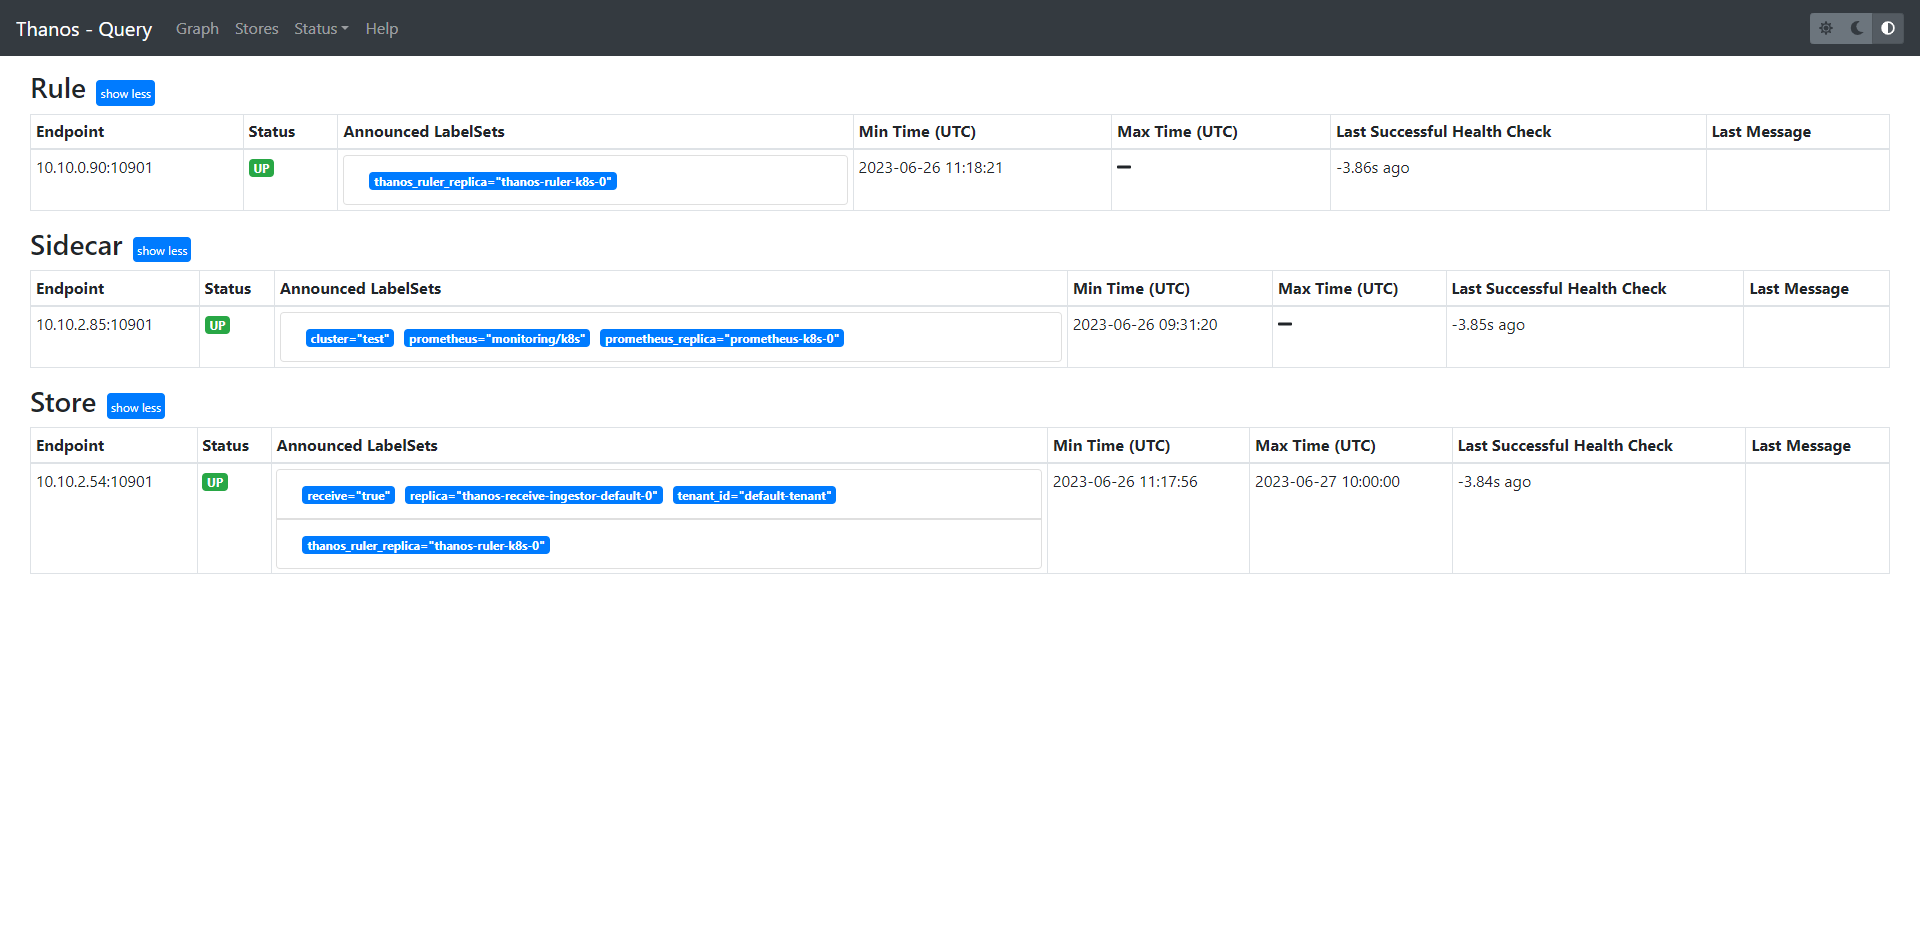 Thanos - Query Graph Stores Status Help
Rule show less
Endpoint Status Announced LabelSets Min Time (UTC) Max Time (UTC) Last Successful Health Check Last Message
10.10.0.90:10901 UP thanos_ruler_replica="thanos-ruler-k8s-0" 2023-06-26 11:18:21 — -3.86s ago
Sidecar show less
Endpoint Status Announced LabelSets Min Time (UTC) Max Time (UTC) Last Successful Health Check Last Message
10.10.2.85:10901 UP cluster="test" prometheus="monitoring/k8s" prometheus_replica="prometheus-k8s-0" 2023-06-26 09:31:20 — -3.85s ago
Store show less
Endpoint Status Announced LabelSets Min Time (UTC) Max Time (UTC) Last Successful Health Check Last Message
10.10.2.54:10901 UP receive="true" replica="thanos-receive-ingestor-default-0" tenant_id="default-tenant" 2023-06-26 11:17:56 2023-06-27 10:00:00 -3.84s ago
thanos_ruler_replica="thanos-ruler-k8s-0"